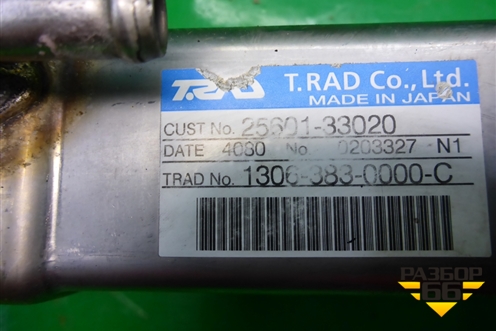 T.RAD
T.RAD Co., Ltd.
MADE IN JAPAN
CUST No. 25601-33020
DATE 4080 No 0203327 N1
TRAD No. 1306-383-0000-C
РАЗБОР
66